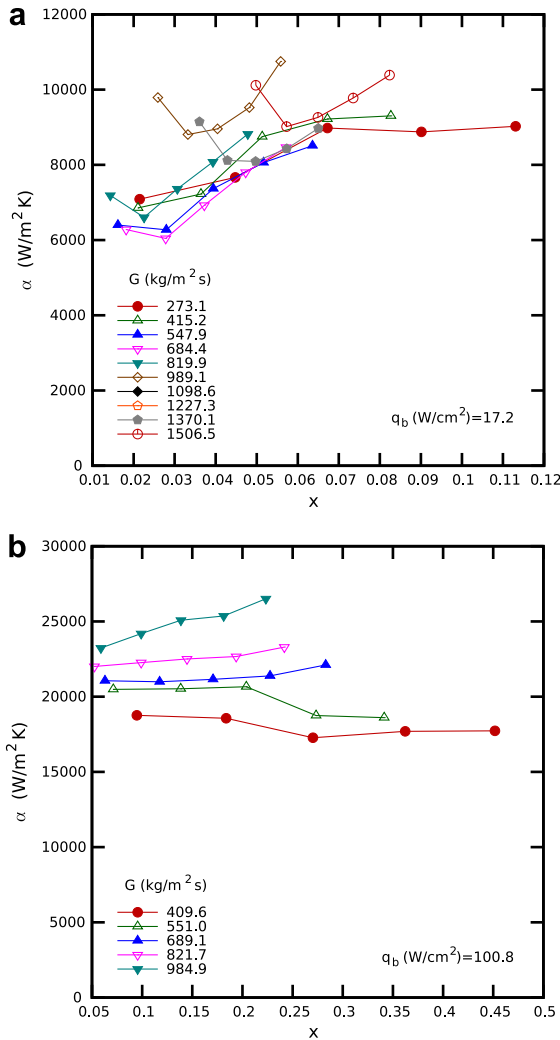 a
12000
10000
8000
6000
4000
2000
0
α (W/m² K)
G (kg/m² s)
273.1
415.2
547.9
684.4
819.9
989.1
1098.6
1227.3
1370.1
1506.5
q_b (W/cm²)=17.2
0.01 0.02 0.03 0.04 0.05 0.06 0.07 0.08 0.09 0.1 0.11 0.12
x
b
30000
25000
20000
15000
10000
5000
0
α (W/m² K)
G (kg/m² s)
409.6
551.0
689.1
821.7
984.9
q_b (W/cm²)=100.8
0.05 0.1 0.15 0.2 0.25 0.3 0.35 0.4 0.45 0.5
x